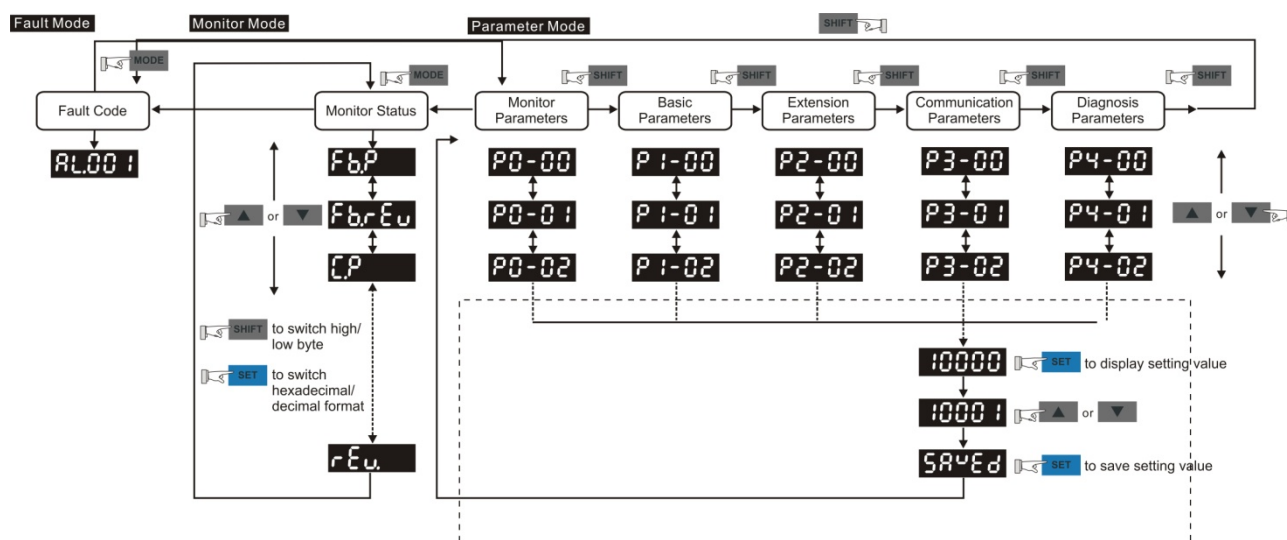 Fault Mode
Monitor Mode
Parameter Mode
SHIFT
MODE
MODE
SHIFT
SHIFT
SHIFT
SHIFT
SHIFT
Fault Code
Monitor Status
Monitor
Parameters
Basic
Parameters
Extension
Parameters
Communication
Parameters
Diagnosis
Parameters
AL.001
Fb.P
P0-00
P1-00
P2-00
P3-00
P4-00
▲ or ▼
Fb.rEv
P0-01
P1-01
P2-01
P3-01
P4-01
▲ or ▼
C.P
P0-02
P1-02
P2-02
P3-02
P4-02
SHIFT to switch high/
low byte
SET to switch
hexadecimal/
decimal format
10000
SET to display setting value
10001
▲ or ▼
rEv.
SAvEd
SET to save setting value